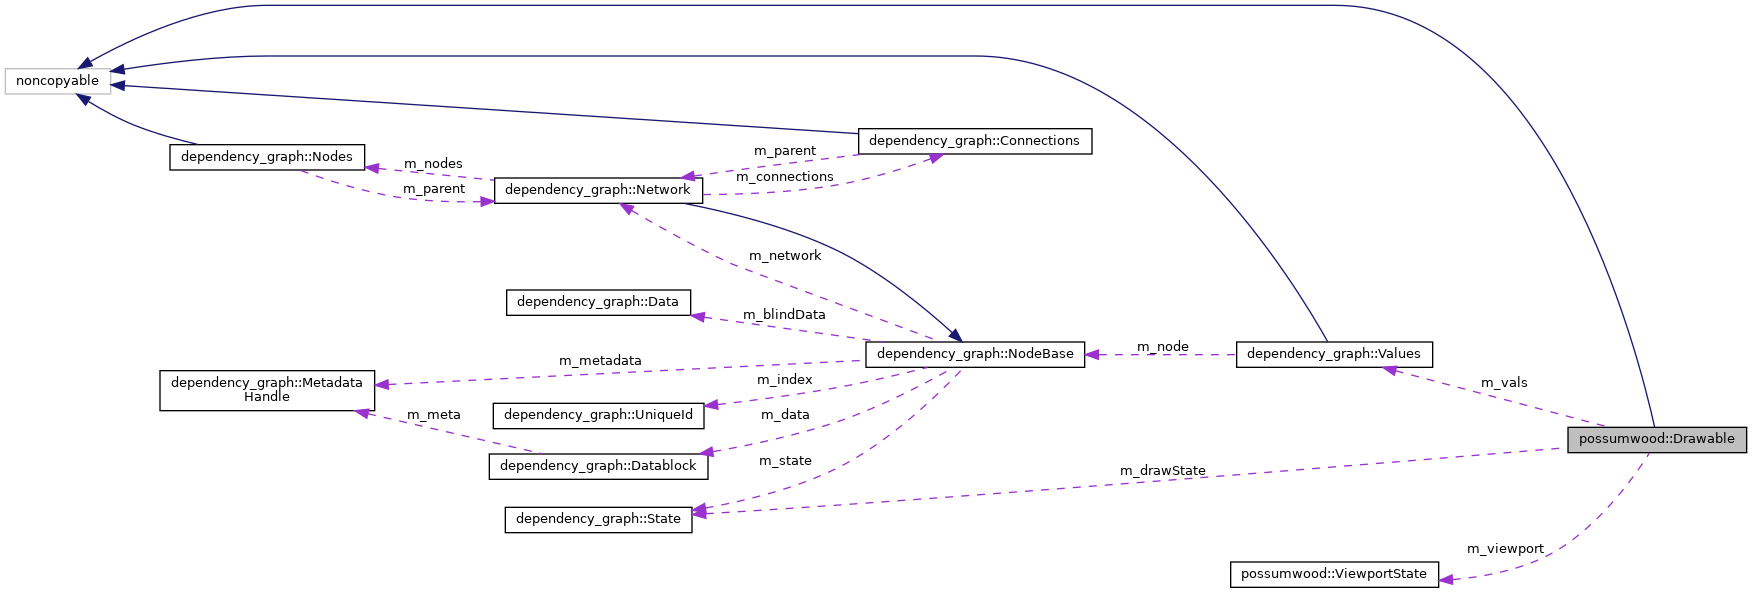 noncopyable
dependency_graph::Connections
m_parent
dependency_graph::Nodes
m_nodes
m_connections
m_parent
dependency_graph::Network
m_network
dependency_graph::Data
m_blindData
m_node
dependency_graph::NodeBase
dependency_graph::Values
m_metadata
m_index
m_vals
dependency_graph::Metadata
Handle
m_meta
dependency_graph::UniqueId
m_data
possumwood::Drawable
m_state
dependency_graph::Datablock
m_drawState
dependency_graph::State
m_viewport
possumwood::ViewportState